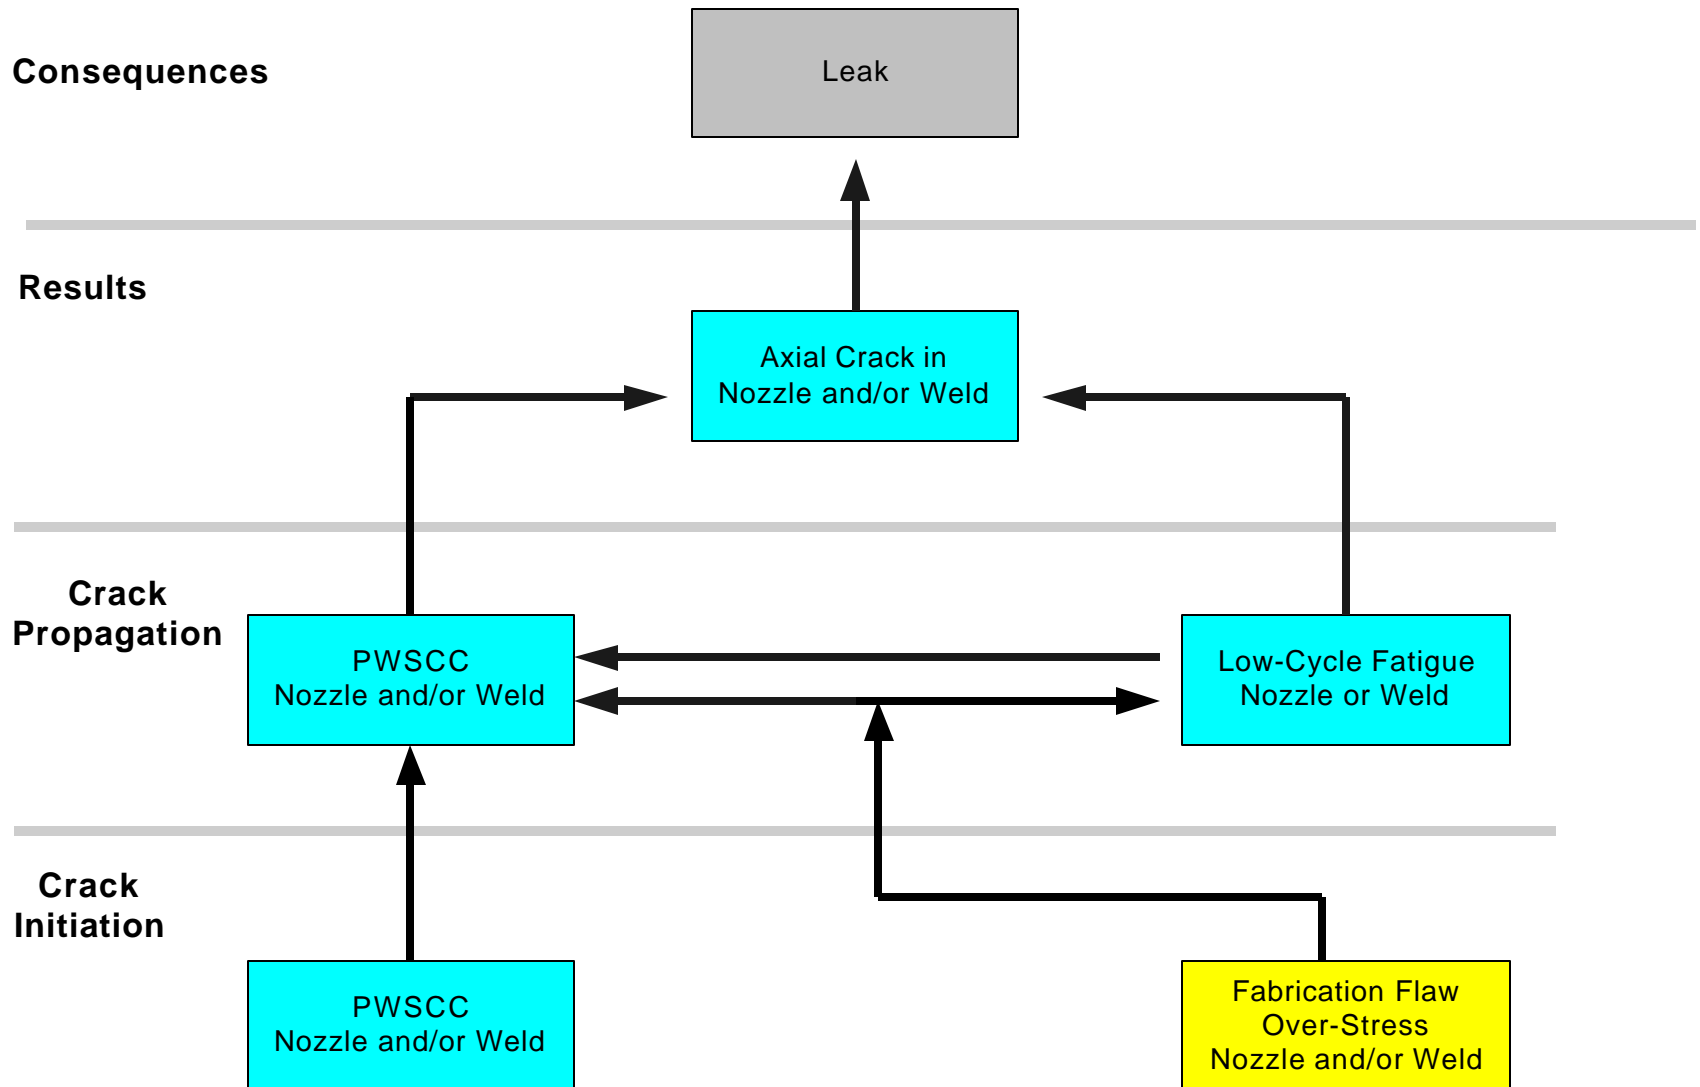 Consequences
Leak
Results
Axial Crack in
Nozzle and/or Weld
Crack
Propagation
PWSCC
Nozzle and/or Weld
Low-Cycle Fatigue
Nozzle or Weld
Crack
Initiation
PWSCC
Nozzle and/or Weld
Fabrication Flaw
Over-Stress
Nozzle and/or Weld